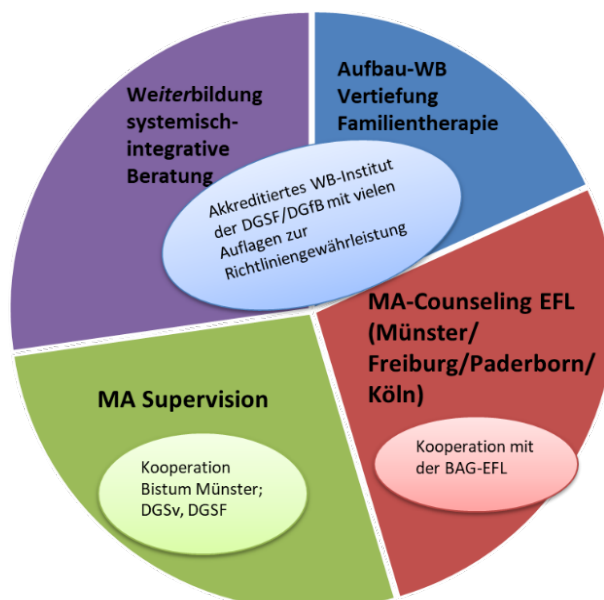 Weiterbildung
systemisch-
integrative
Beratung
Aufbau-WB
Vertiefung
Familientherapie
Akkreditiertes WB-Institut
der DGSF/DGfB mit vielen
Auflagen zur
Richtliniengewährleistung
MA-Counseling EFL
(Münster/
Freiburg/Paderborn/
Köln)
Kooperation mit
der BAG-EFL
MA Supervision
Kooperation
Bistum Münster;
DGSv, DGSF